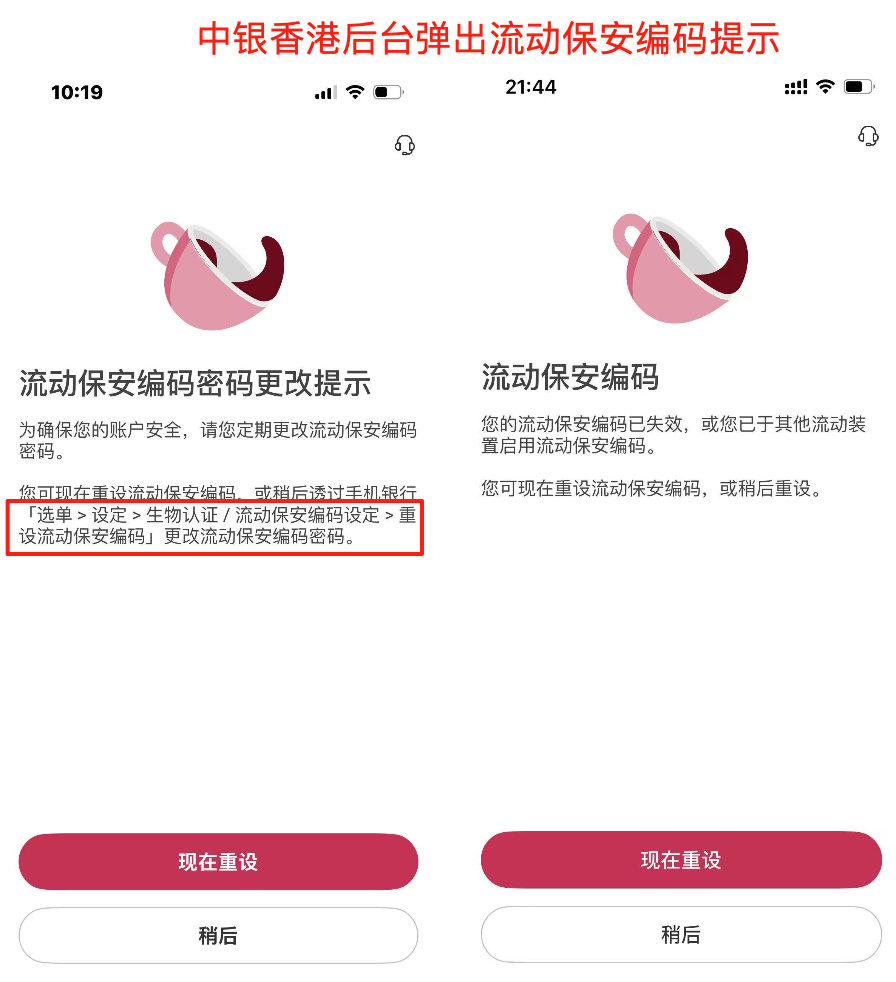 中银香港后台弹出流动保安编码提示
10:19
流动保安编码密码更改提示
为确保您的账户安全，请您定期更改流动保安编码
密码。
您可现在重设流动保安编码，或稍后透过手机银行
「选单 > 设定 > 生物认证 / 流动保安编码设定 > 重
设流动保安编码」更改流动保安编码密码。
现在重设
稍后
21:44
流动保安编码
您的流动保安编码已失效，或您已于其他流动装
置启用流动保安编码。
您可现在重设流动保安编码，或稍后重设。
现在重设
稍后